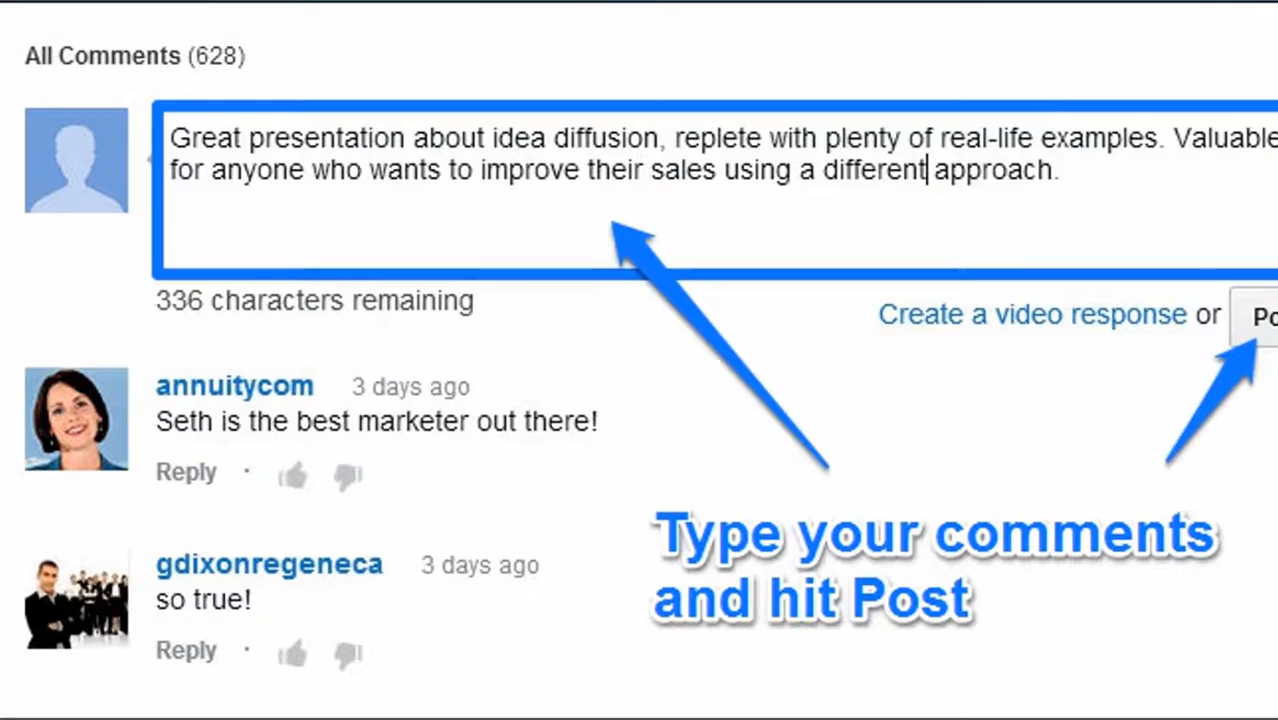 All Comments (628)
Great presentation about idea diffusion, replete with plenty of real-life examples. Valuable
for anyone who wants to improve their sales using a different approach.
336 characters remaining
Create a video response or
annuitycom 3 days ago
Seth is the best marketer out there!
Reply ·
gdixonregeneca 3 days ago
so true!
Reply ·
Type your comments
and hit Post